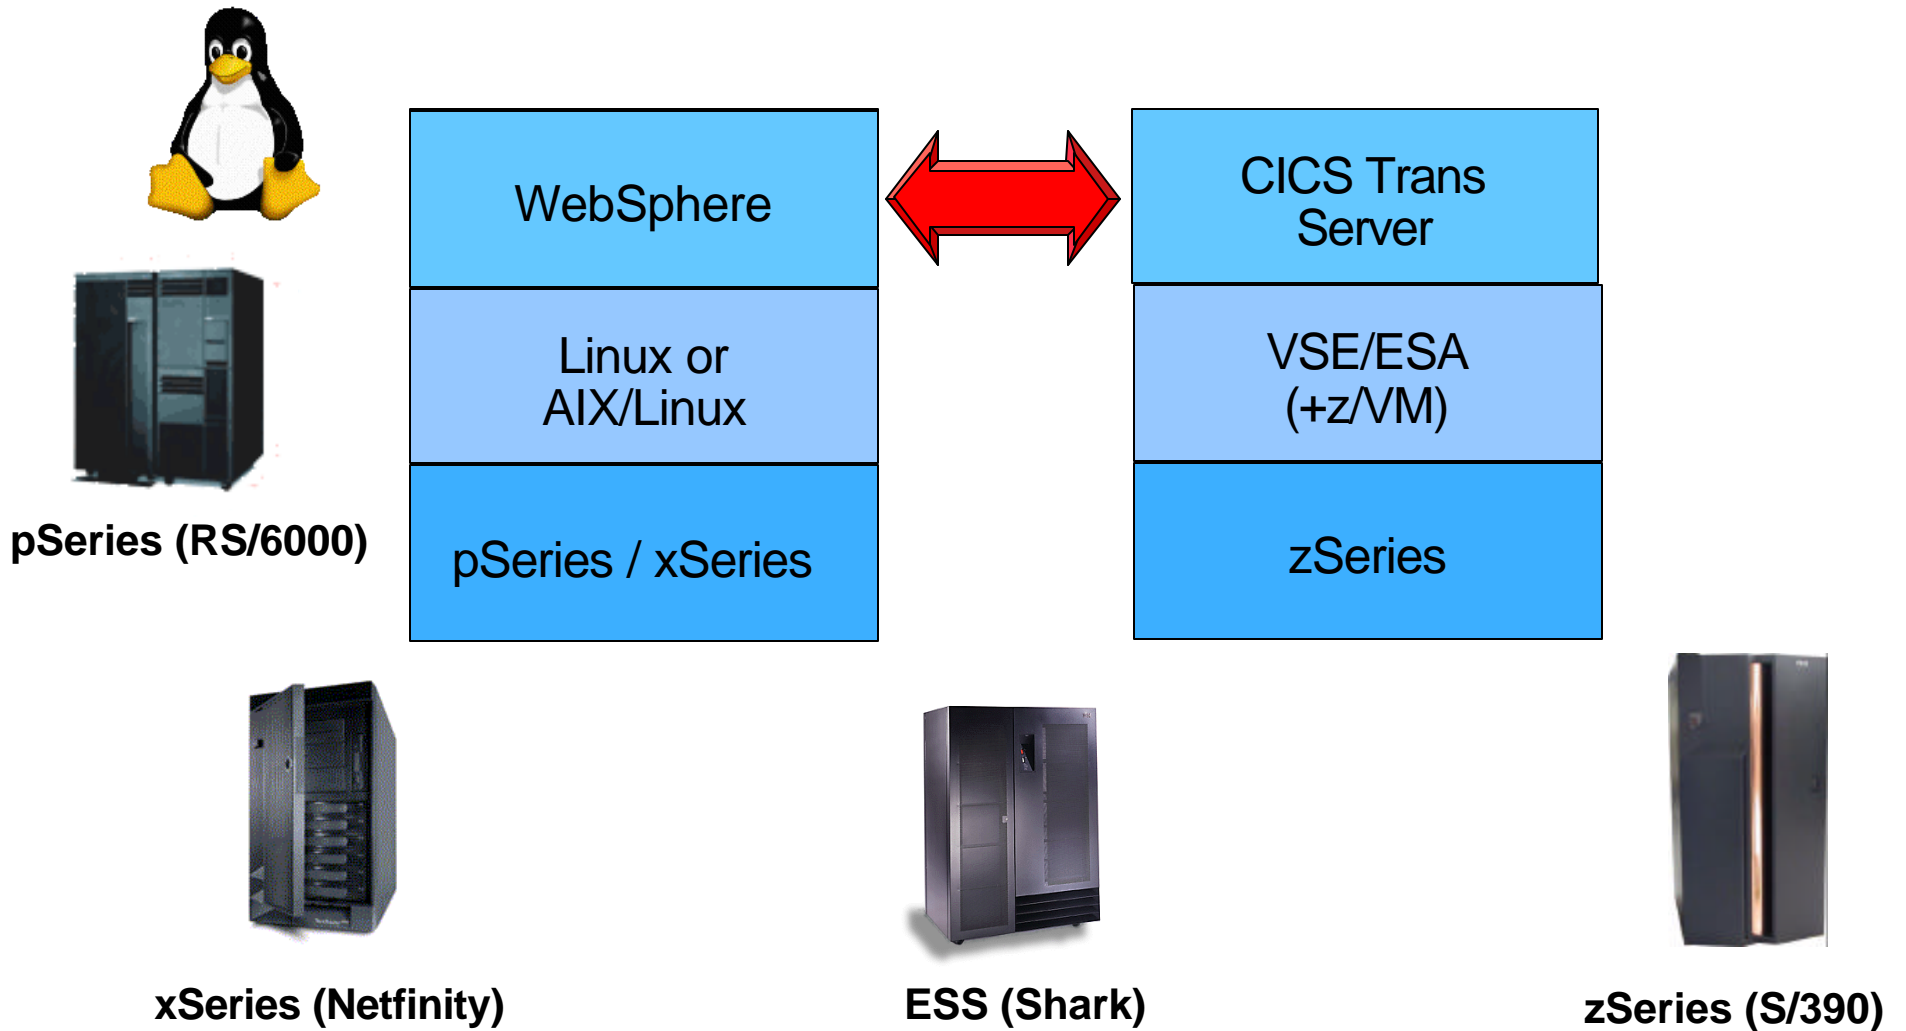 WebSphere
CICS Trans
Server
Linux or
AIX/Linux
VSE/ESA
(+z/VM)
pSeries (RS/6000)
pSeries / xSeries
zSeries
xSeries (Netfinity)
ESS (Shark)
zSeries (S/390)